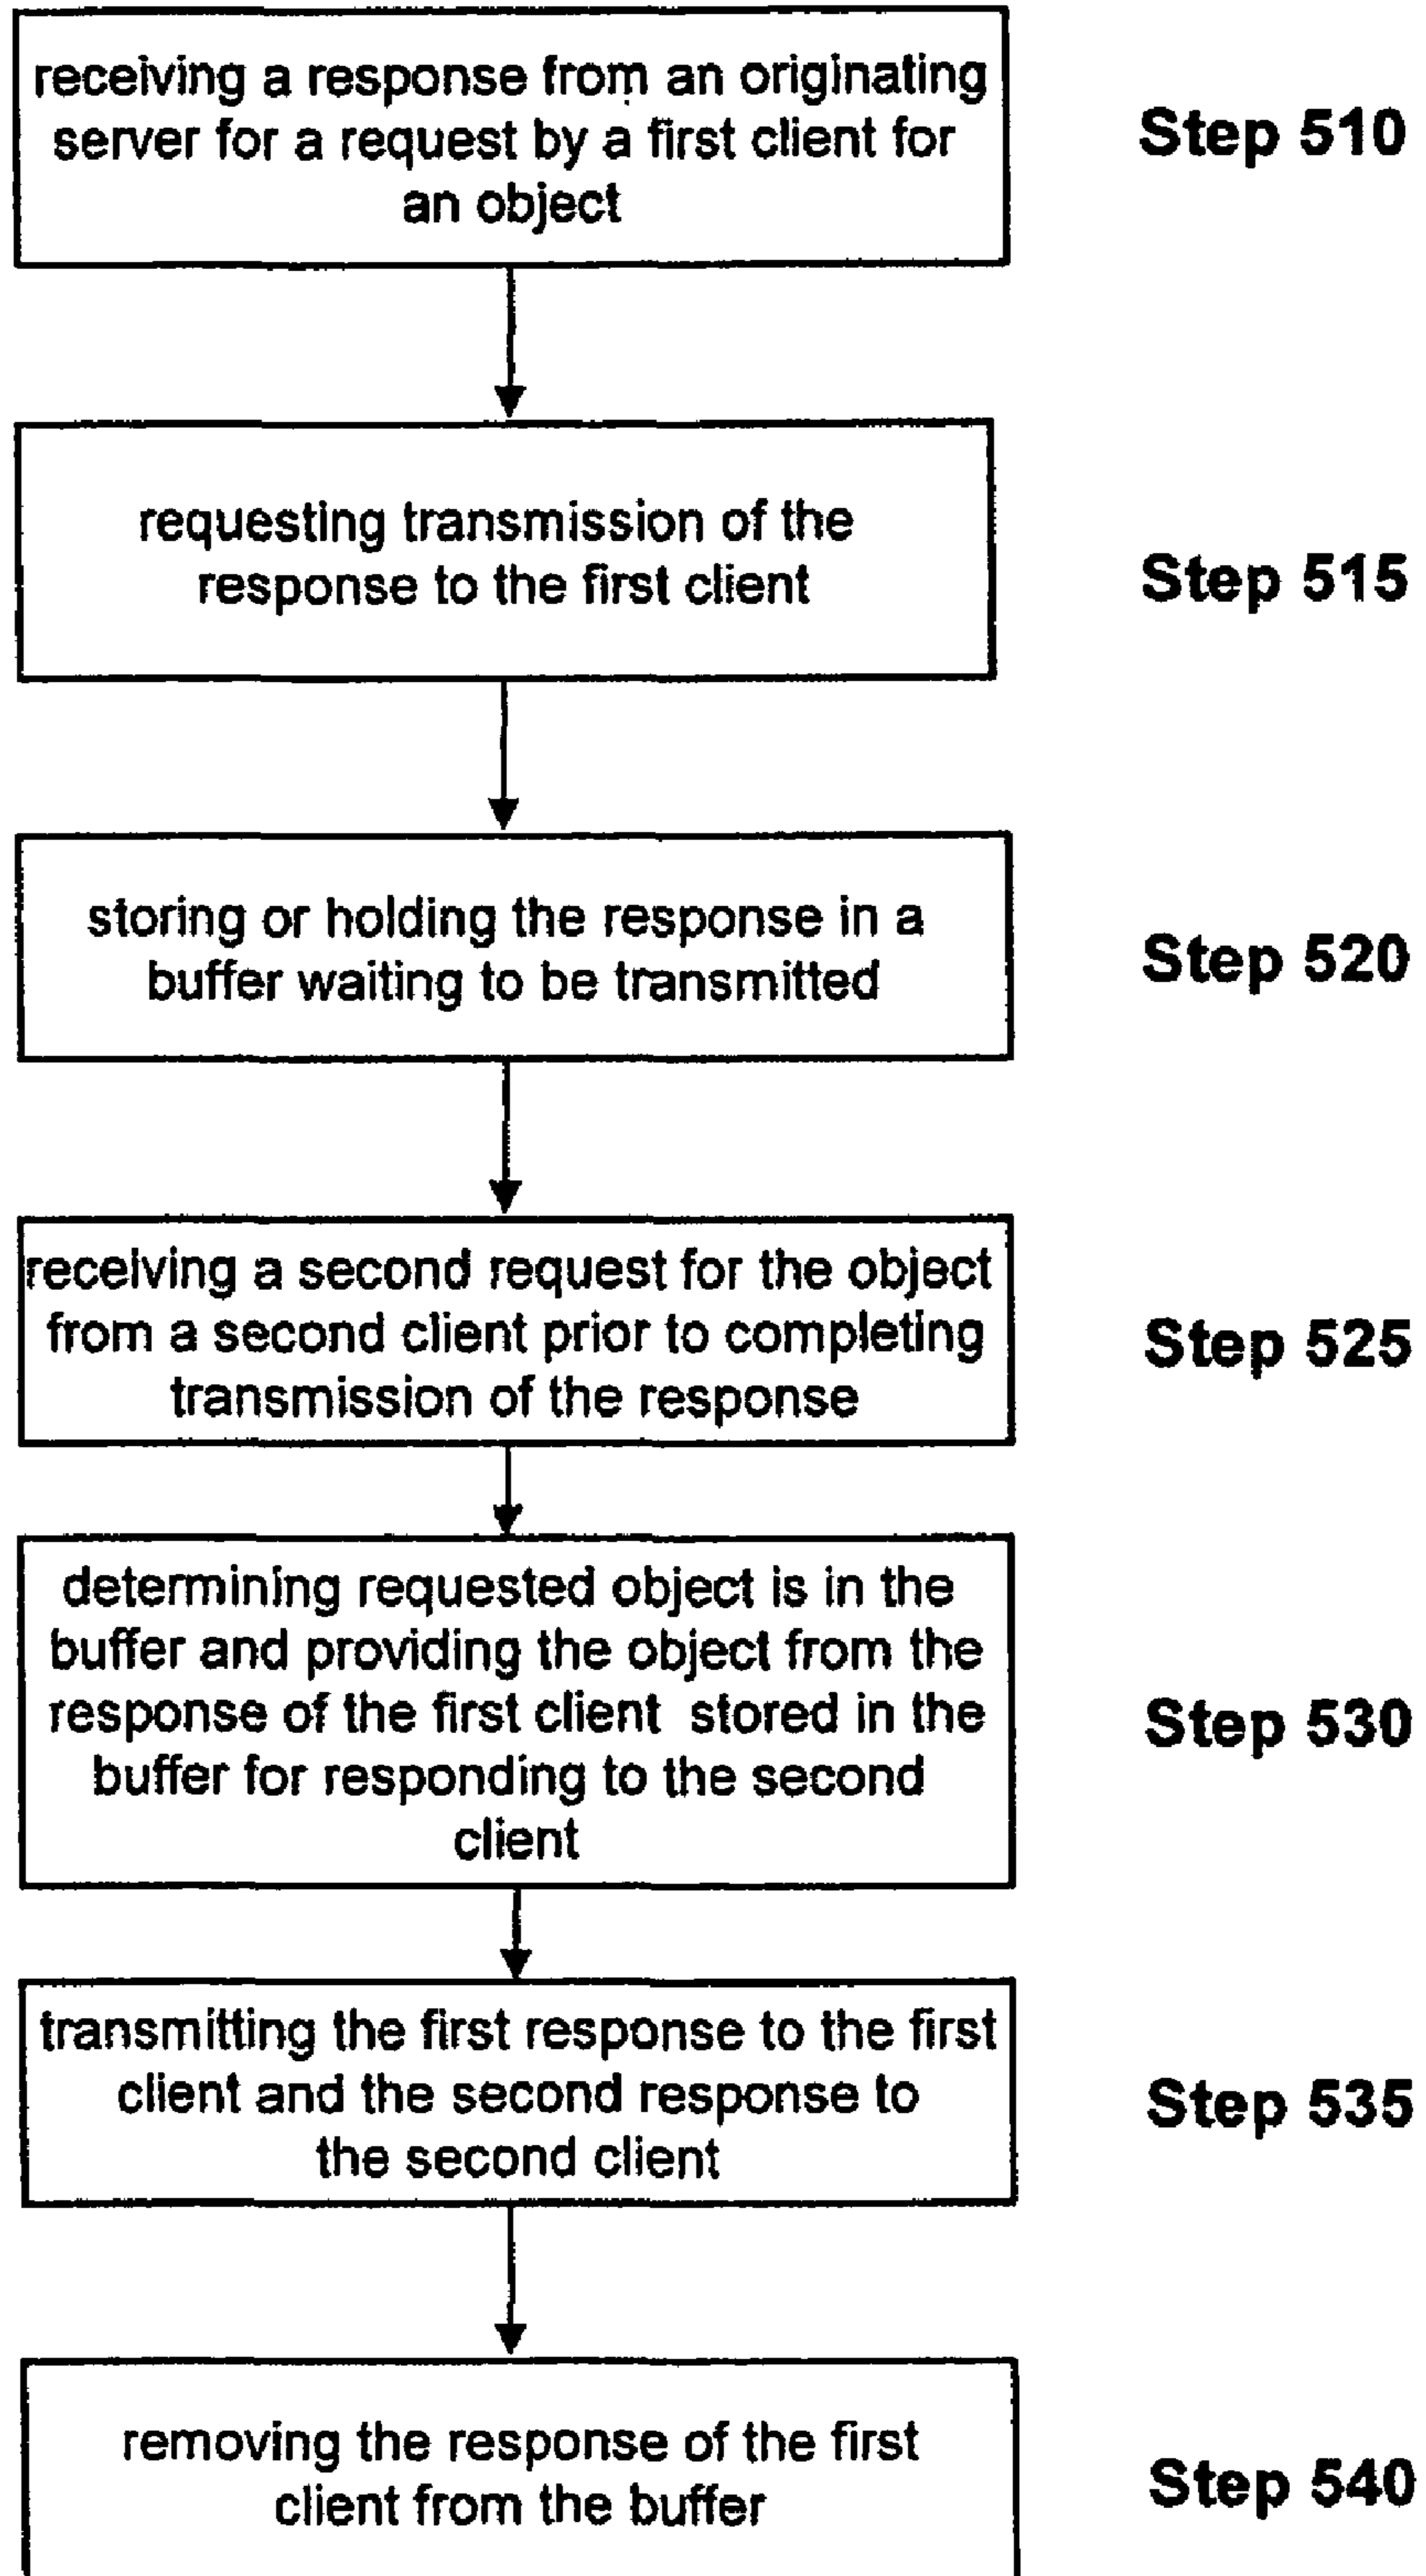 receiving a response from an originating
server for a request by a first client for
an object
Step 510
requesting transmission of the
response to the first client
Step 515
storing or holding the response in a
buffer waiting to be transmitted
Step 520
receiving a second request for the object
from a second client prior to completing
transmission of the response
Step 525
determining requested object is in the
buffer and providing the object from the
response of the first client stored in the
buffer for responding to the second
client
Step 530
transmitting the first response to the first
client and the second response to
the second client
Step 535
removing the response of the first
client from the buffer
Step 540